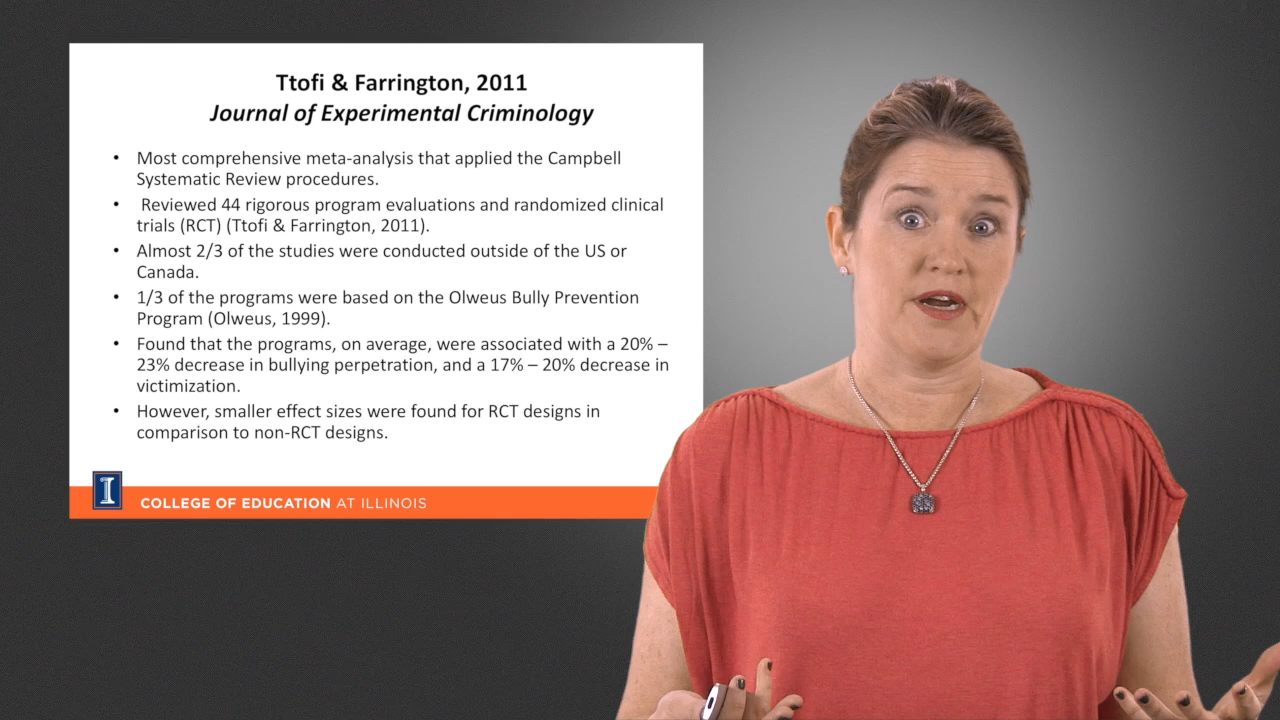 Ttofi & Farrington, 2011
Journal of Experimental Criminology
• Most comprehensive meta-analysis that applied the Campbell
Systematic Review procedures.
• Reviewed 44 rigorous program evaluations and randomized clinical
trials (RCT) (Ttofi & Farrington, 2011).
• Almost 2/3 of the studies were conducted outside of the US or
Canada.
• 1/3 of the programs were based on the Olweus Bully Prevention
Program (Olweus, 1999).
• Found that the programs, on average, were associated with a 20% –
23% decrease in bullying perpetration, and a 17% – 20% decrease in
victimization.
• However, smaller effect sizes were found for RCT designs in
comparison to non-RCT designs.
I
COLLEGE OF EDUCATION AT ILLINOIS